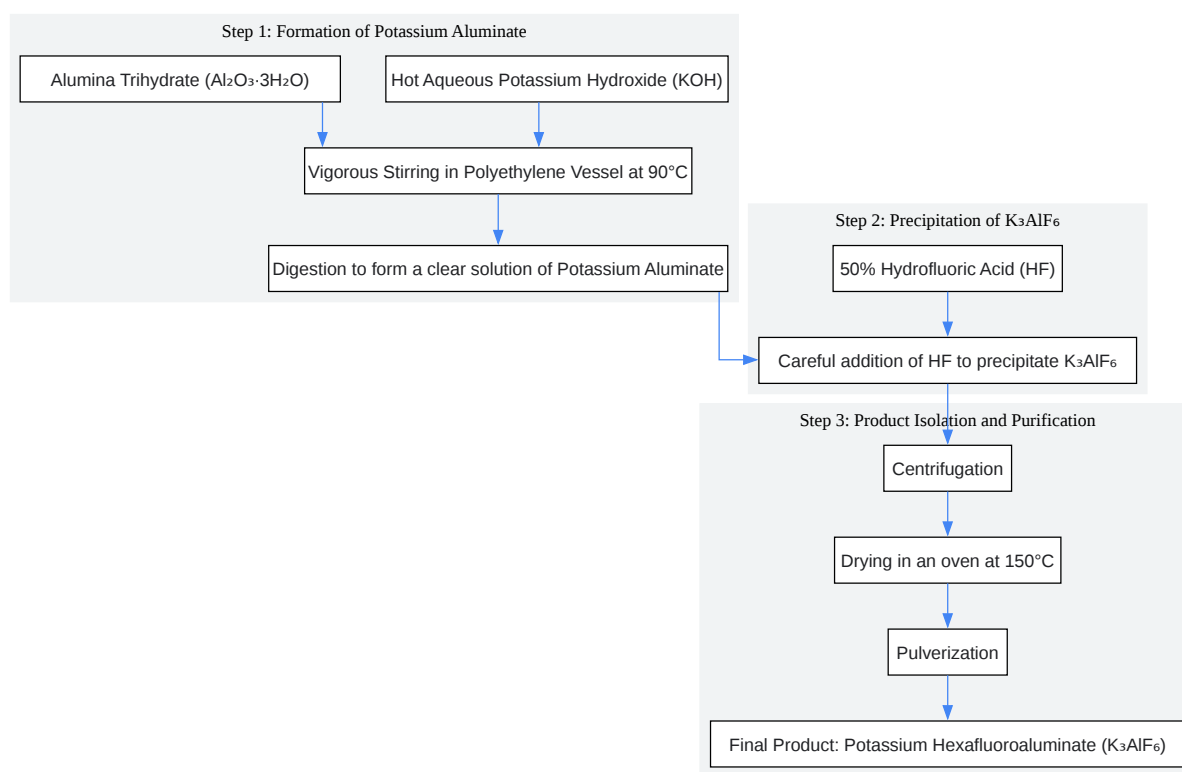 Step 1: Formation of Potassium Aluminate
Alumina Trihydrate (Al₂O₃·3H₂O)
Hot Aqueous Potassium Hydroxide (KOH)
Vigorous Stirring in Polyethylene Vessel at 90°C
Digestion to form a clear solution of Potassium Aluminate
Step 2: Precipitation of K₃AlF₆
50% Hydrofluoric Acid (HF)
Careful addition of HF to precipitate K₃AlF₆
Step 3: Product Isolation and Purification
Centrifugation
Drying in an oven at 150°C
Pulverization
Final Product: Potassium Hexafluoroaluminate (K₃AlF₆)